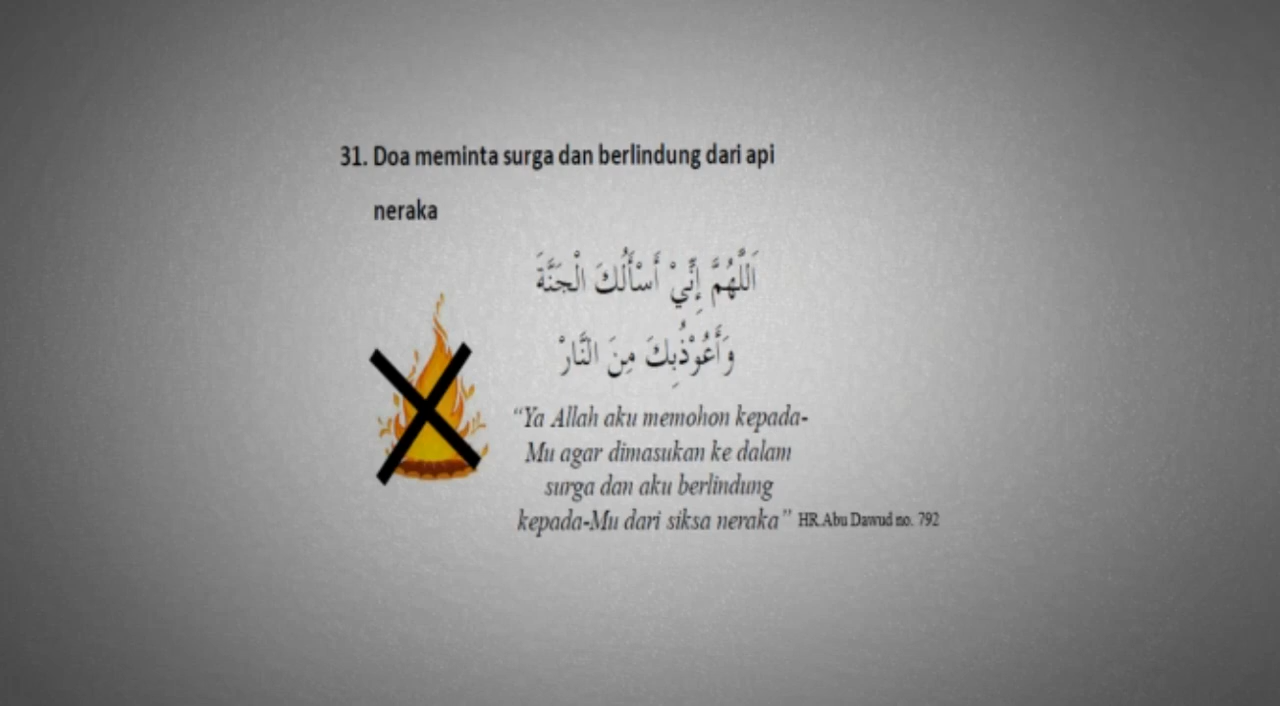 31. Doa meminta surga dan berlindung dari api
neraka
اَللَّهُمَّ إِنِّيْ أَسْأَلُكَ الْجَنَّةَ
وَأَعُوْذُبِكَ مِنَ النَّارْ
“Ya Allah aku memohon kepada-
Mu agar dimasukan ke dalam
surga dan aku berlindung
kepada-Mu dari siksa neraka” HR.Abu Dawud no. 792